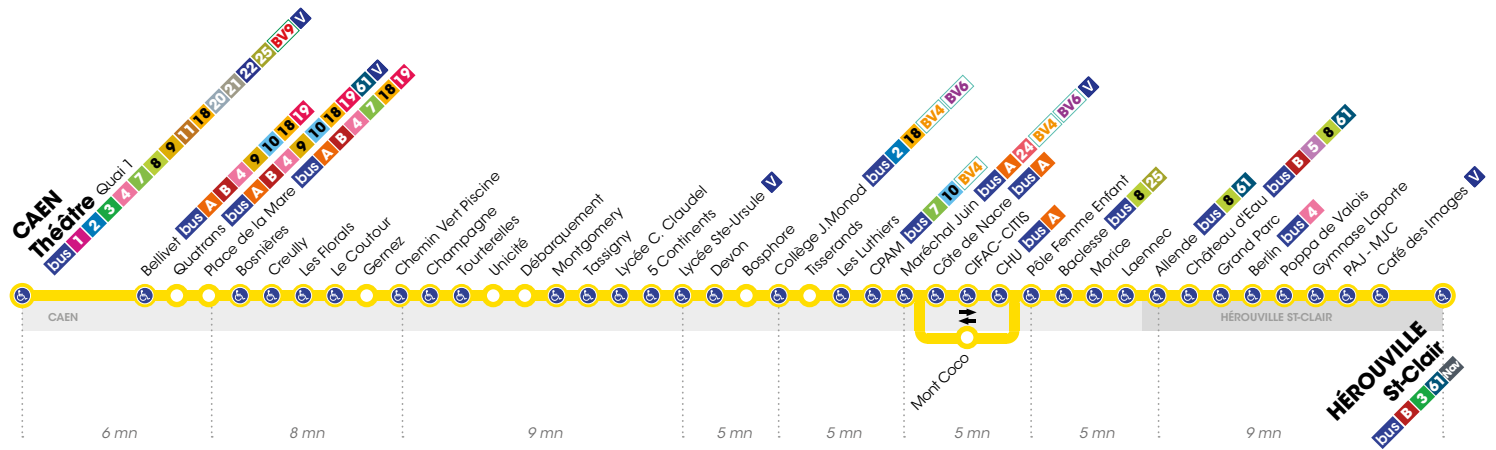 CAEN
Théâtre Quai 1
bus 1 2 3 4 7 8 9 11 18 20 21 22 25 BV9 V
Bellivet bus A B 4 9 10 18 19
Quatrans bus A B 4 9 10 18 19 61 V
Place de la Mare bus A B 4 7 18 19
Bosnières
Creuilly
Les Florals
Le Coutour
Germez
Chemin Vert Piscine
Champagne
Tourterelles
Unicité
Débarquement
Montgomery
Tassigny
Lycée C. Claudel
5 Continents
Lycée Ste-Ursule V
Devon
Bosphore
Collège J.Monod bus 2 18 BV4 BV6
Tisserands
Les Luthiers
CPAM bus 7 10 BV4
Maréchal Juin bus A 24 BV4 BV6 V
Côte de Nacre bus A
CIFAC- CITIS
CHU bus A
Pôle Femme Enfant
Baclesse bus 8 25
Morice
Laennec
Allende bus 8 61
Château d'Eau bus B 5 8 61
Grand Parc
Berlin bus 4
Poppa de Valois
Gymnase Laporte
PAJ - MJC
Café des Images V
CAEN
HÉROUVILLE ST-CLAIR
Mont Coco
HÉROUVILLE
St-Clair
bus B 3 61 Nav
6 mn
8 mn
9 mn
5 mn
5 mn
5 mn
5 mn
9 mn